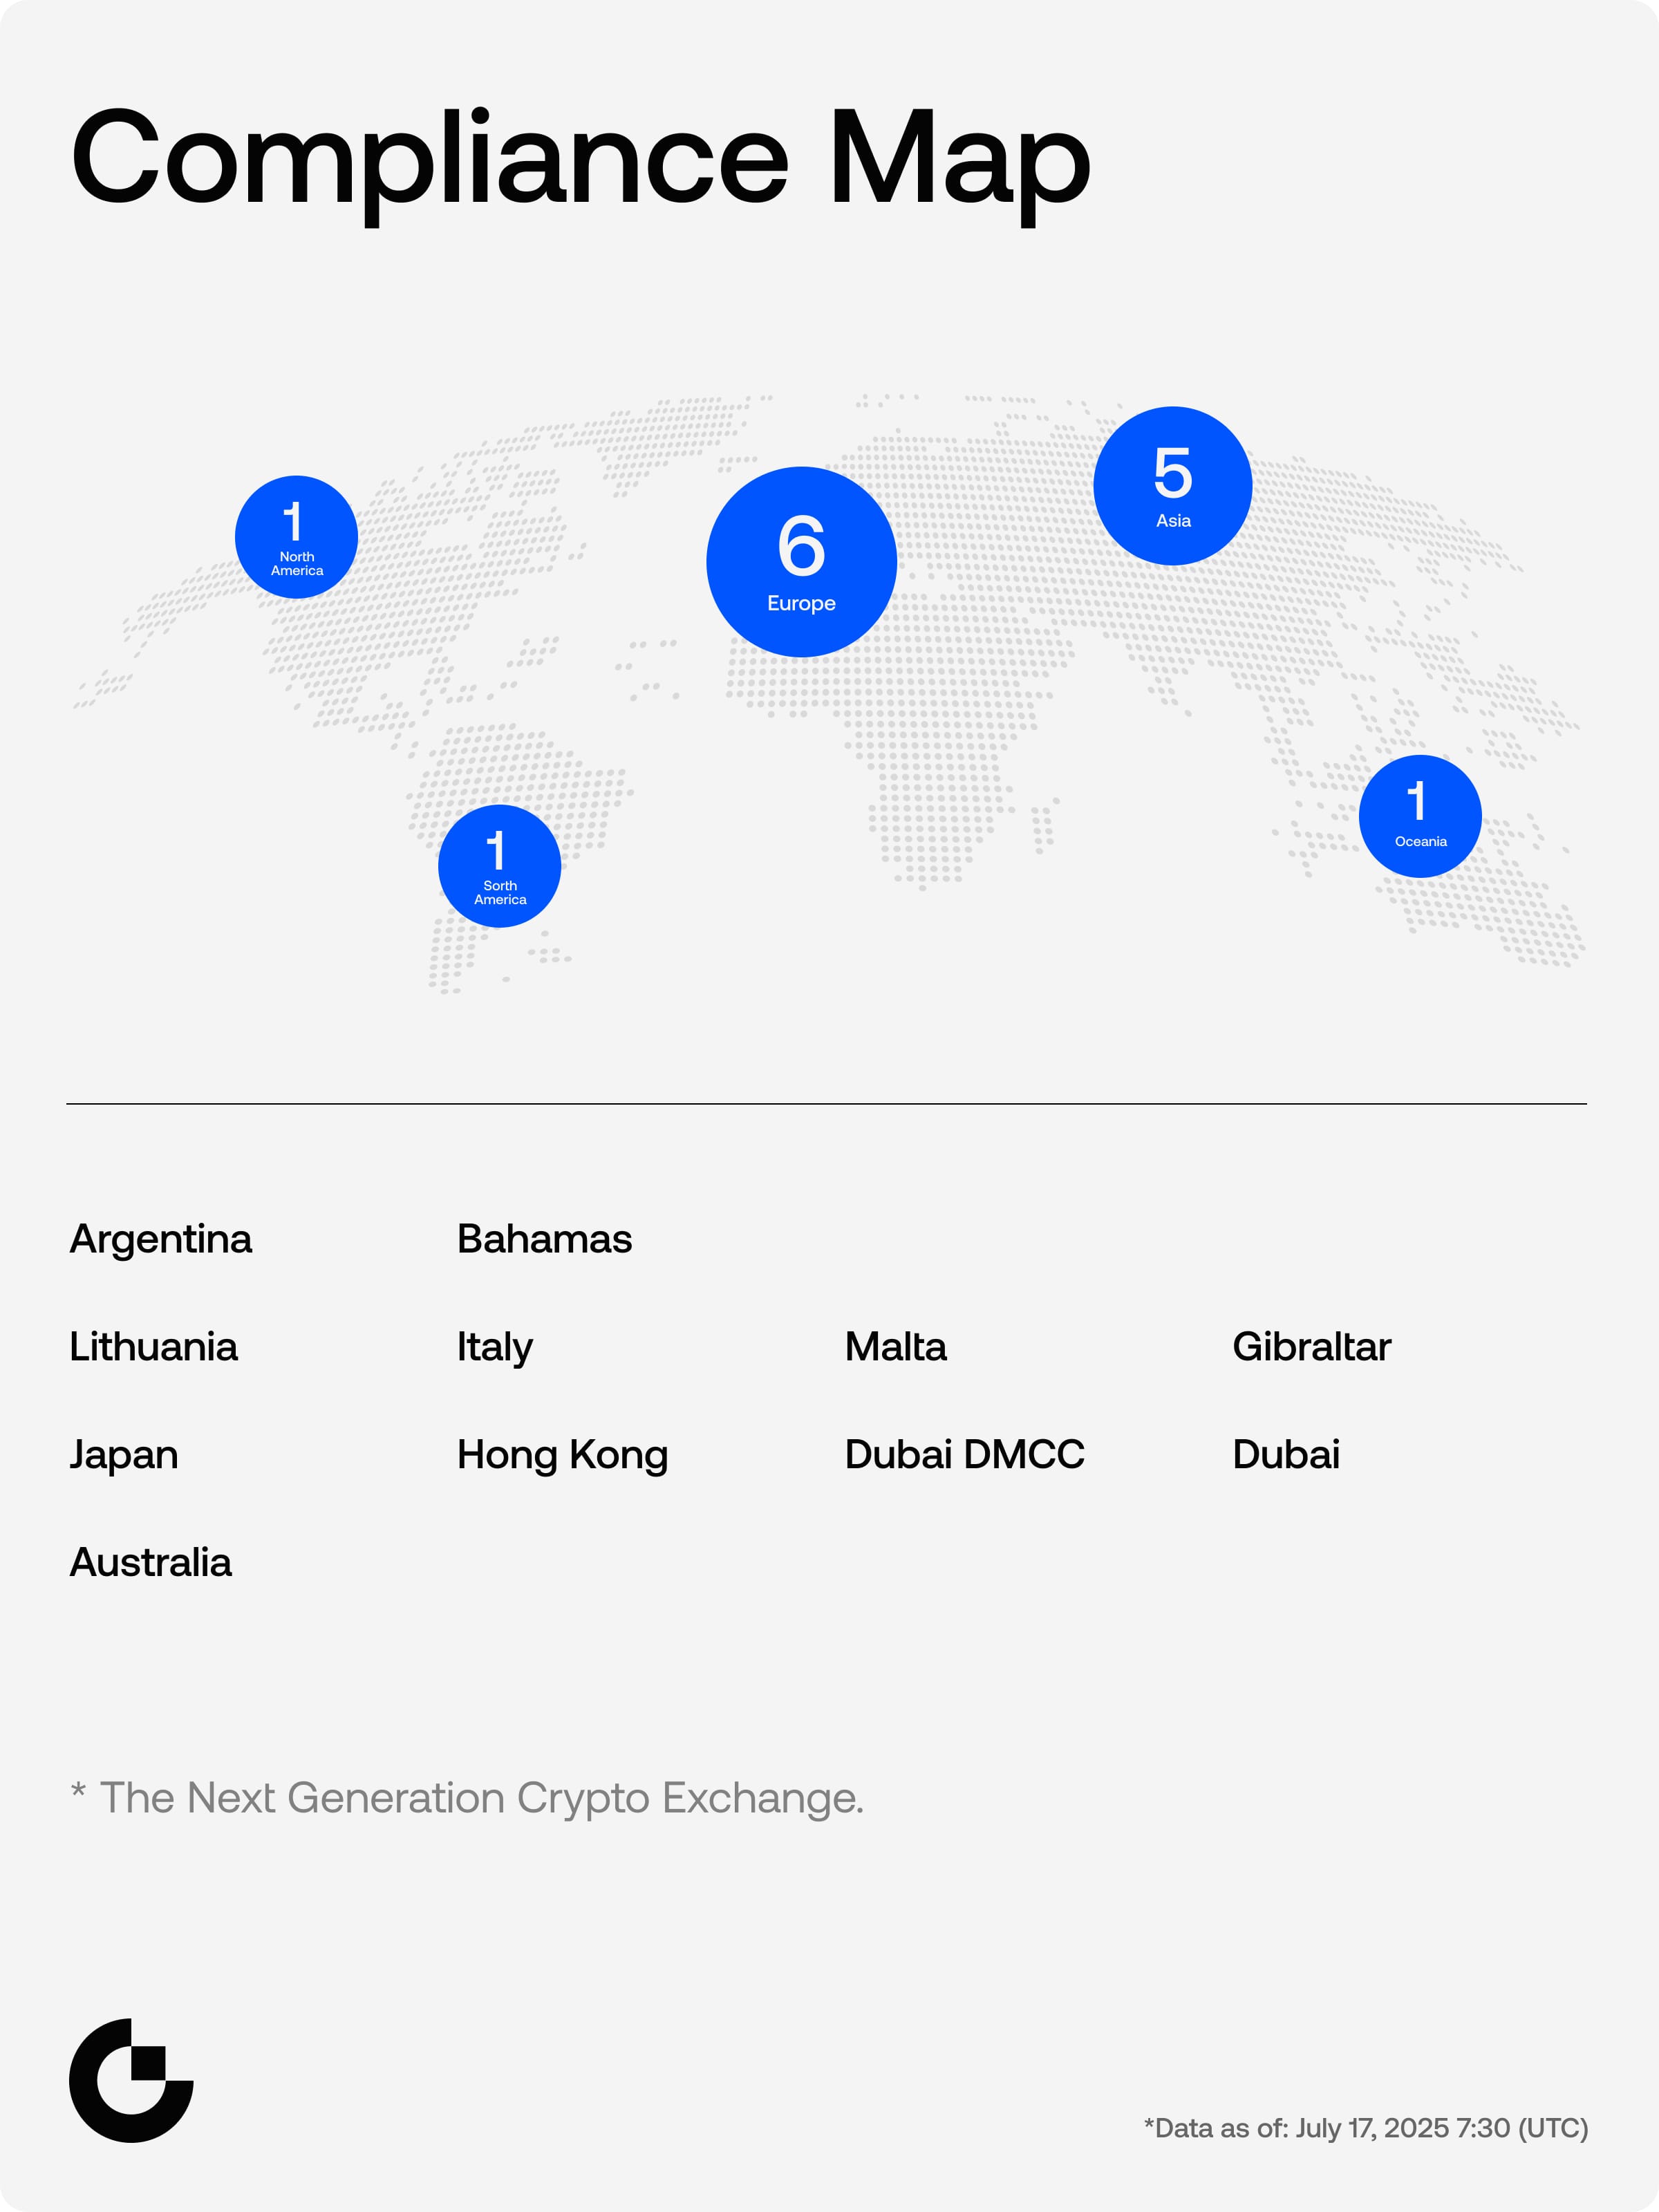 Compliance Map
5
Asia
1
North
America
6
Europe
1
Oceania
1
Sorth
America
Argentina Bahamas
Lithuania Italy Malta Gibraltar
Japan Hong Kong Dubai DMCC Dubai
Australia
* The Next Generation Crypto Exchange.
*Data as of: July 17, 2025 7:30 (UTC)